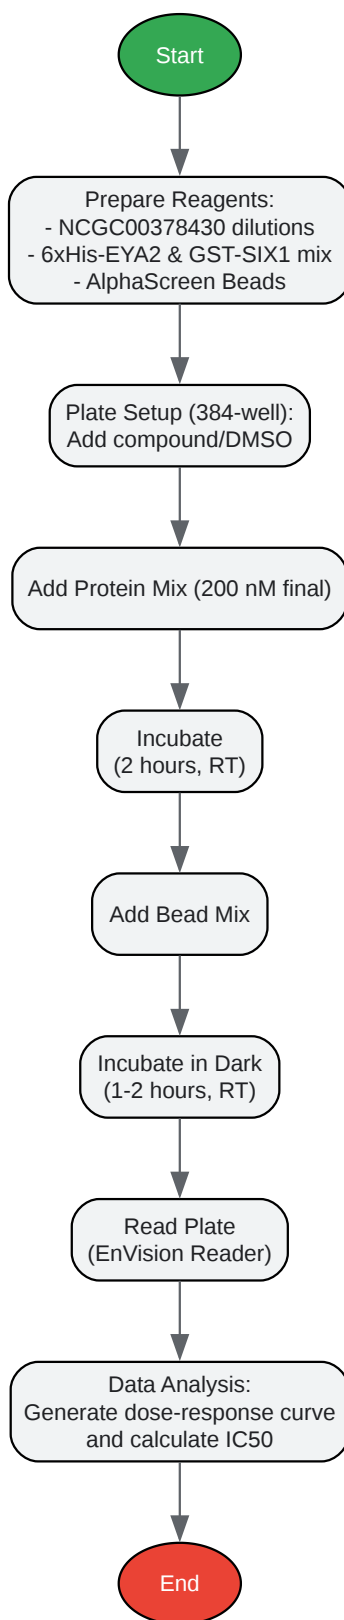 Start
Prepare Reagents:
- NCGC00378430 dilutions
- 6xHis-EYA2 & GST-SIX1 mix
- AlphaScreen Beads
Plate Setup (384-well):
Add compound/DMSO
Add Protein Mix (200 nM final)
Incubate
(2 hours, RT)
Add Bead Mix
Incubate in Dark
(1-2 hours, RT)
Read Plate
(EnVision Reader)
Data Analysis:
Generate dose-response curve
and calculate IC50
End